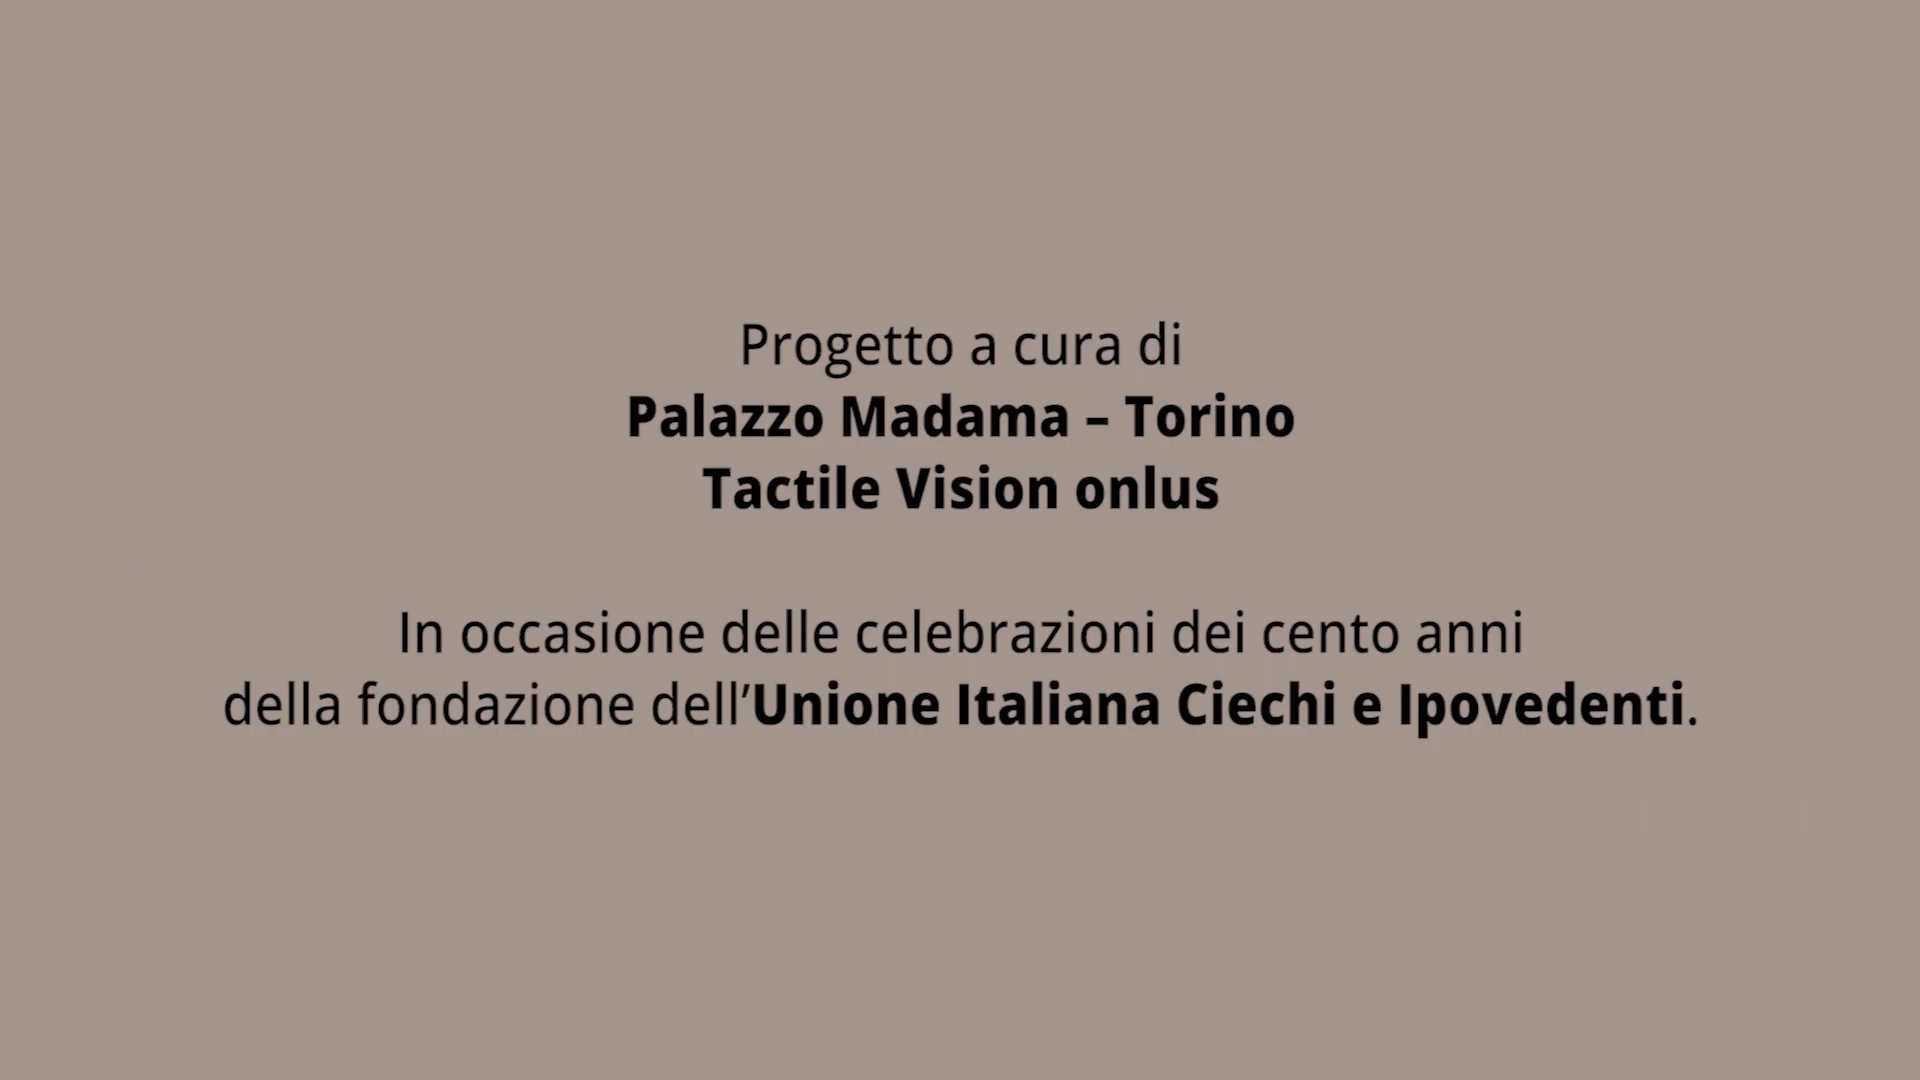 Progetto a cura di
Palazzo Madama – Torino
Tactile Vision onlus
In occasione delle celebrazioni dei cento anni
della fondazione dell’Unione Italiana Ciechi e Ipovedenti.